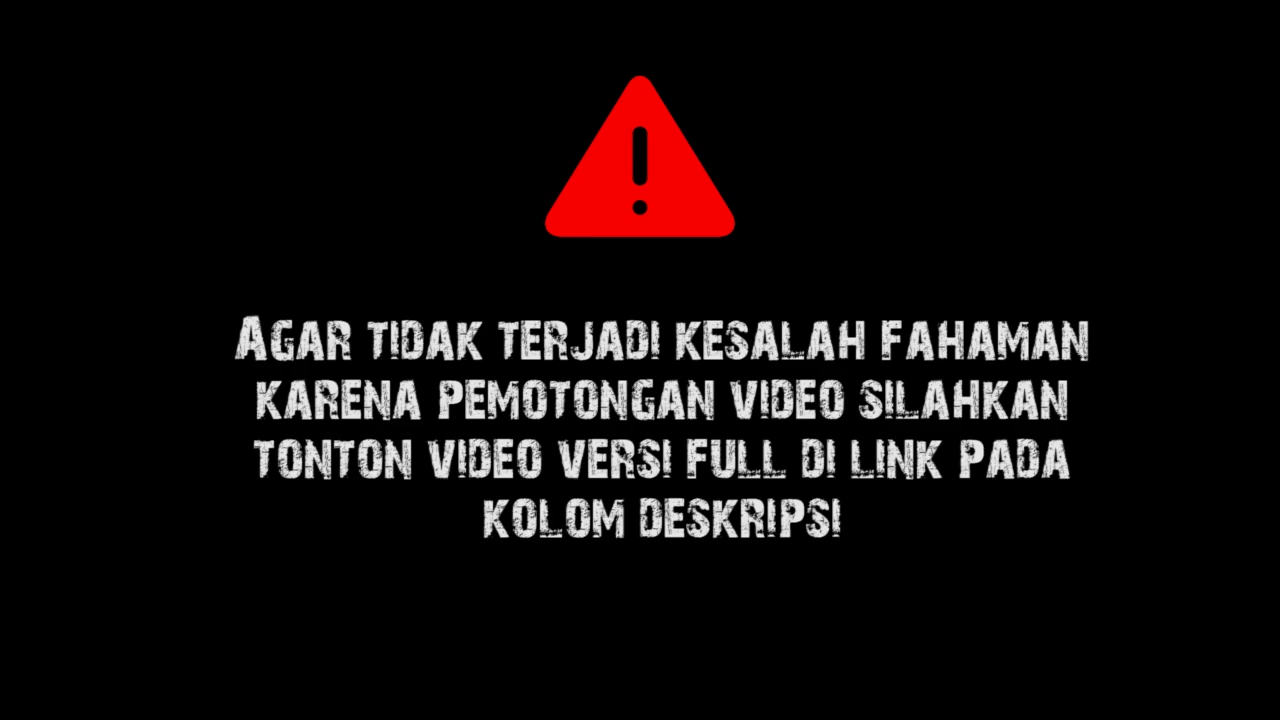 Agar tidak terjadi kesalah fahaman
karena pemotongan video silahkan
tonton video versi full di link pada
kolom deskripsi